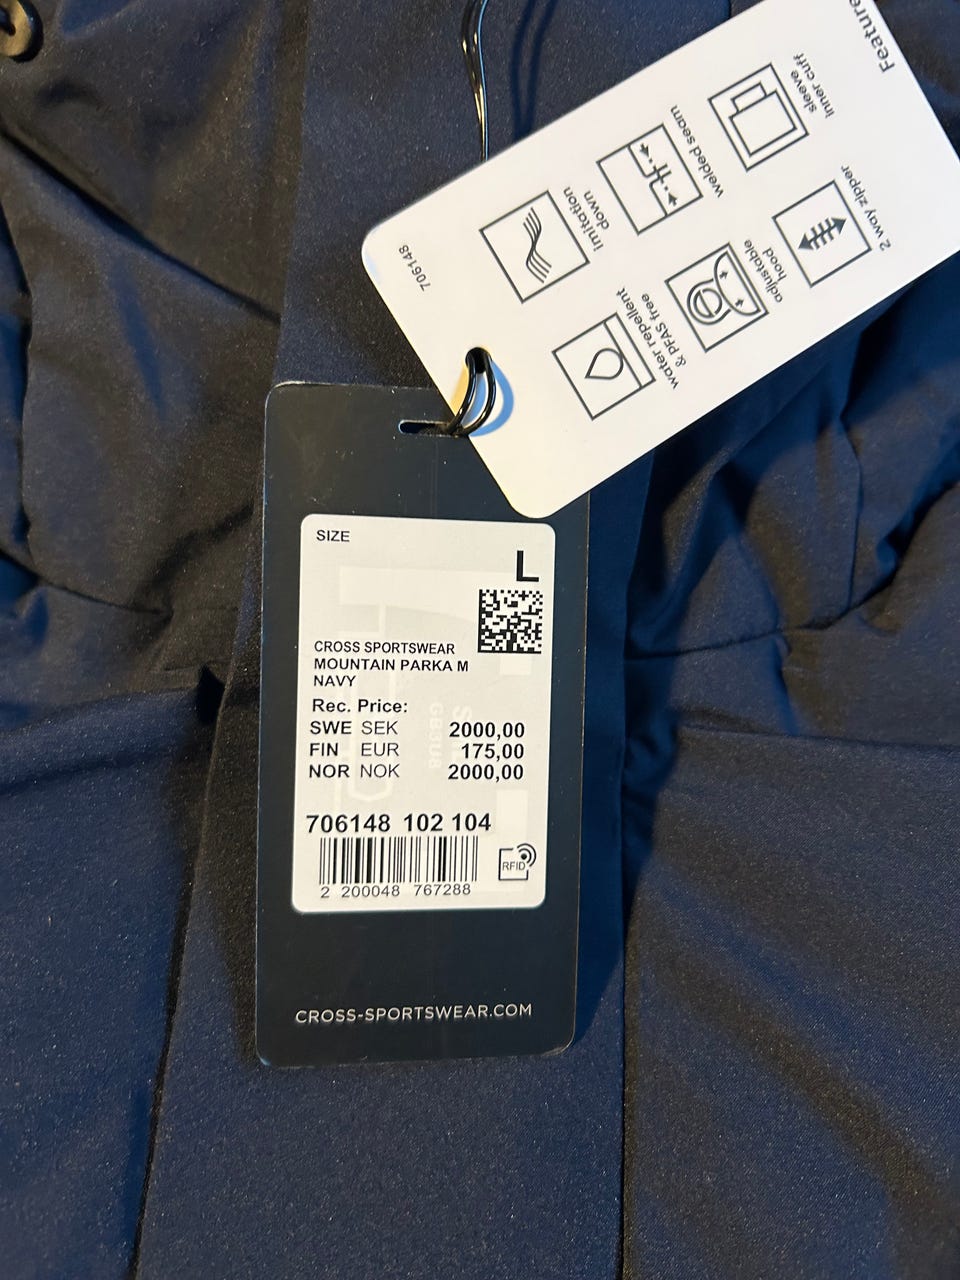 Feature
sleeve
inner cuff
welded seam
imitation
down
2 way zipper
adjustable
hood
water repellent
& PFAS free
706148
SIZE
L
CROSS SPORTSWEAR
MOUNTAIN PARKA M
NAVY
Rec. Price:
SWE SEK 2000,00
FIN EUR 175,00
NOR NOK 2000,00
706148 102 104
RFID
2 200048 767288
CROSS-SPORTSWEAR.COM